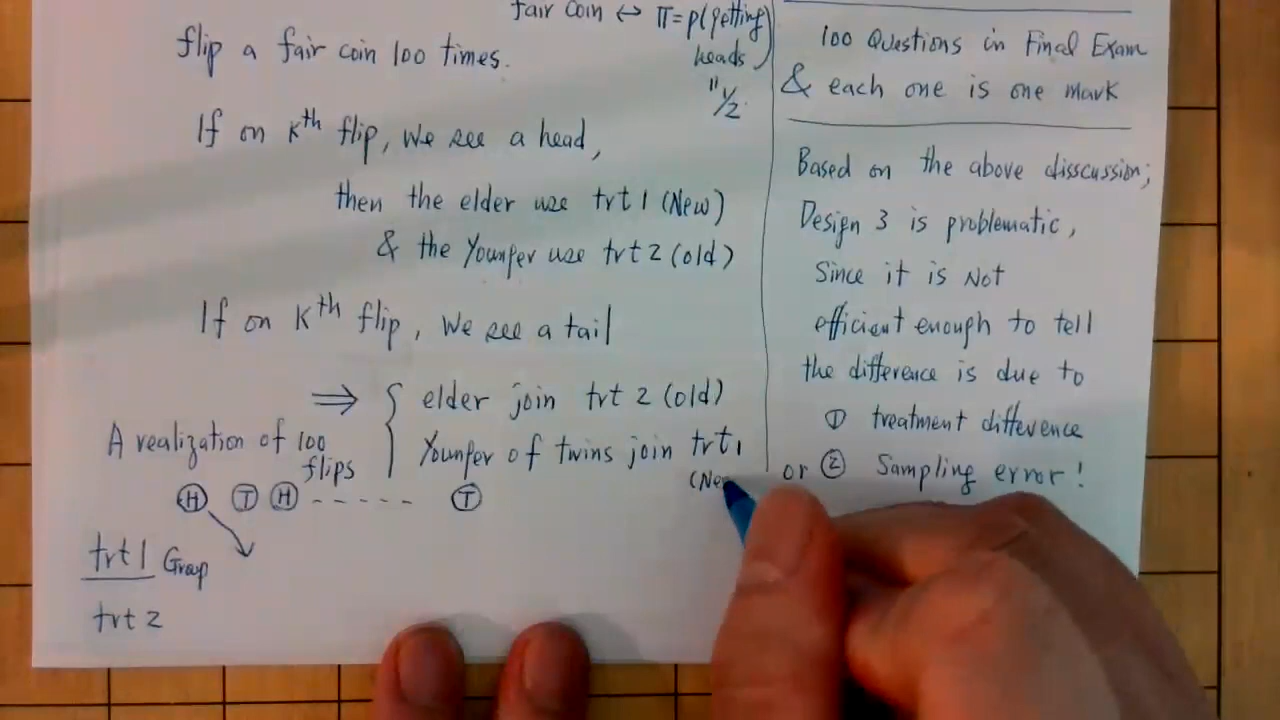 fair coin ↔ π = p(getting
heads)
flip a fair coin 100 times.
" 1/2
If on kth flip, we see a head,
then the elder use trt 1 (New)
& the Younger use trt 2 (old)
If on kth flip, we see a tail
⇒ { elder join trt 2 (old)
Younger of twins join trt 1
(Ne
A realization of 100
flips
H T H ------ T
trt 1 Group
trt 2
100 Questions in Final Exam
& each one is one mark
Based on the above disscussion;
Design 3 is problematic,
Since it is Not
efficient enough to tell
the difference is due to
① treatment difference
or ② Sampling error!